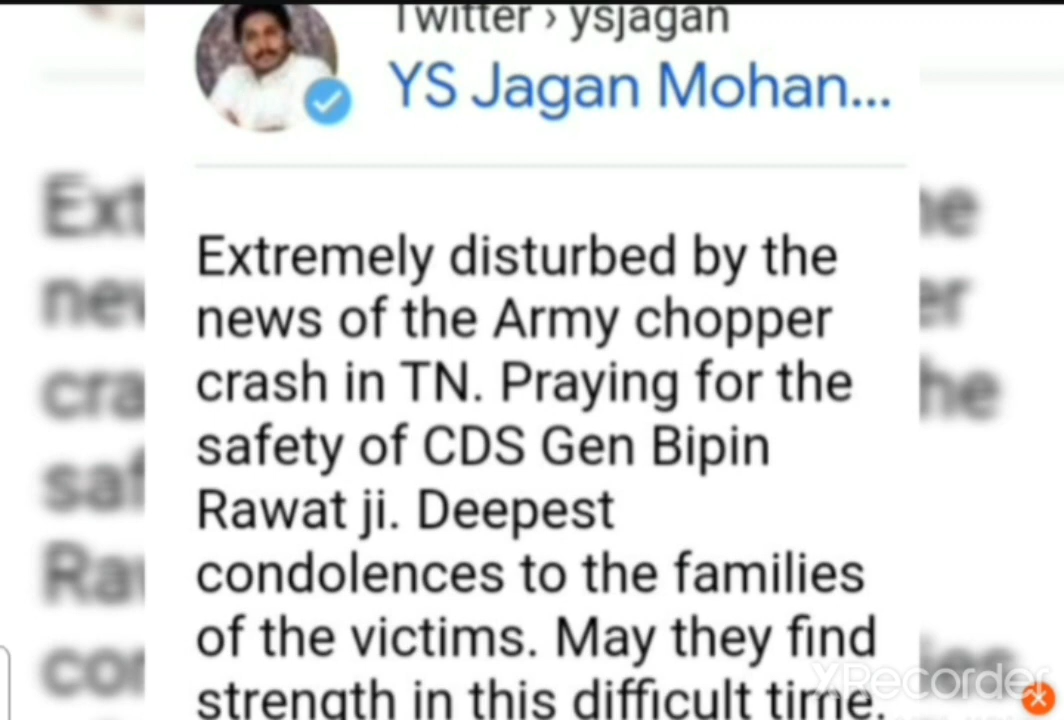 Twitter › ysjagan
YS Jagan Mohan...
Extremely disturbed by the
news of the Army chopper
crash in TN. Praying for the
safety of CDS Gen Bipin
Rawat ji. Deepest
condolences to the families
of the victims. May they find
strength in this difficult time.
XRecorder